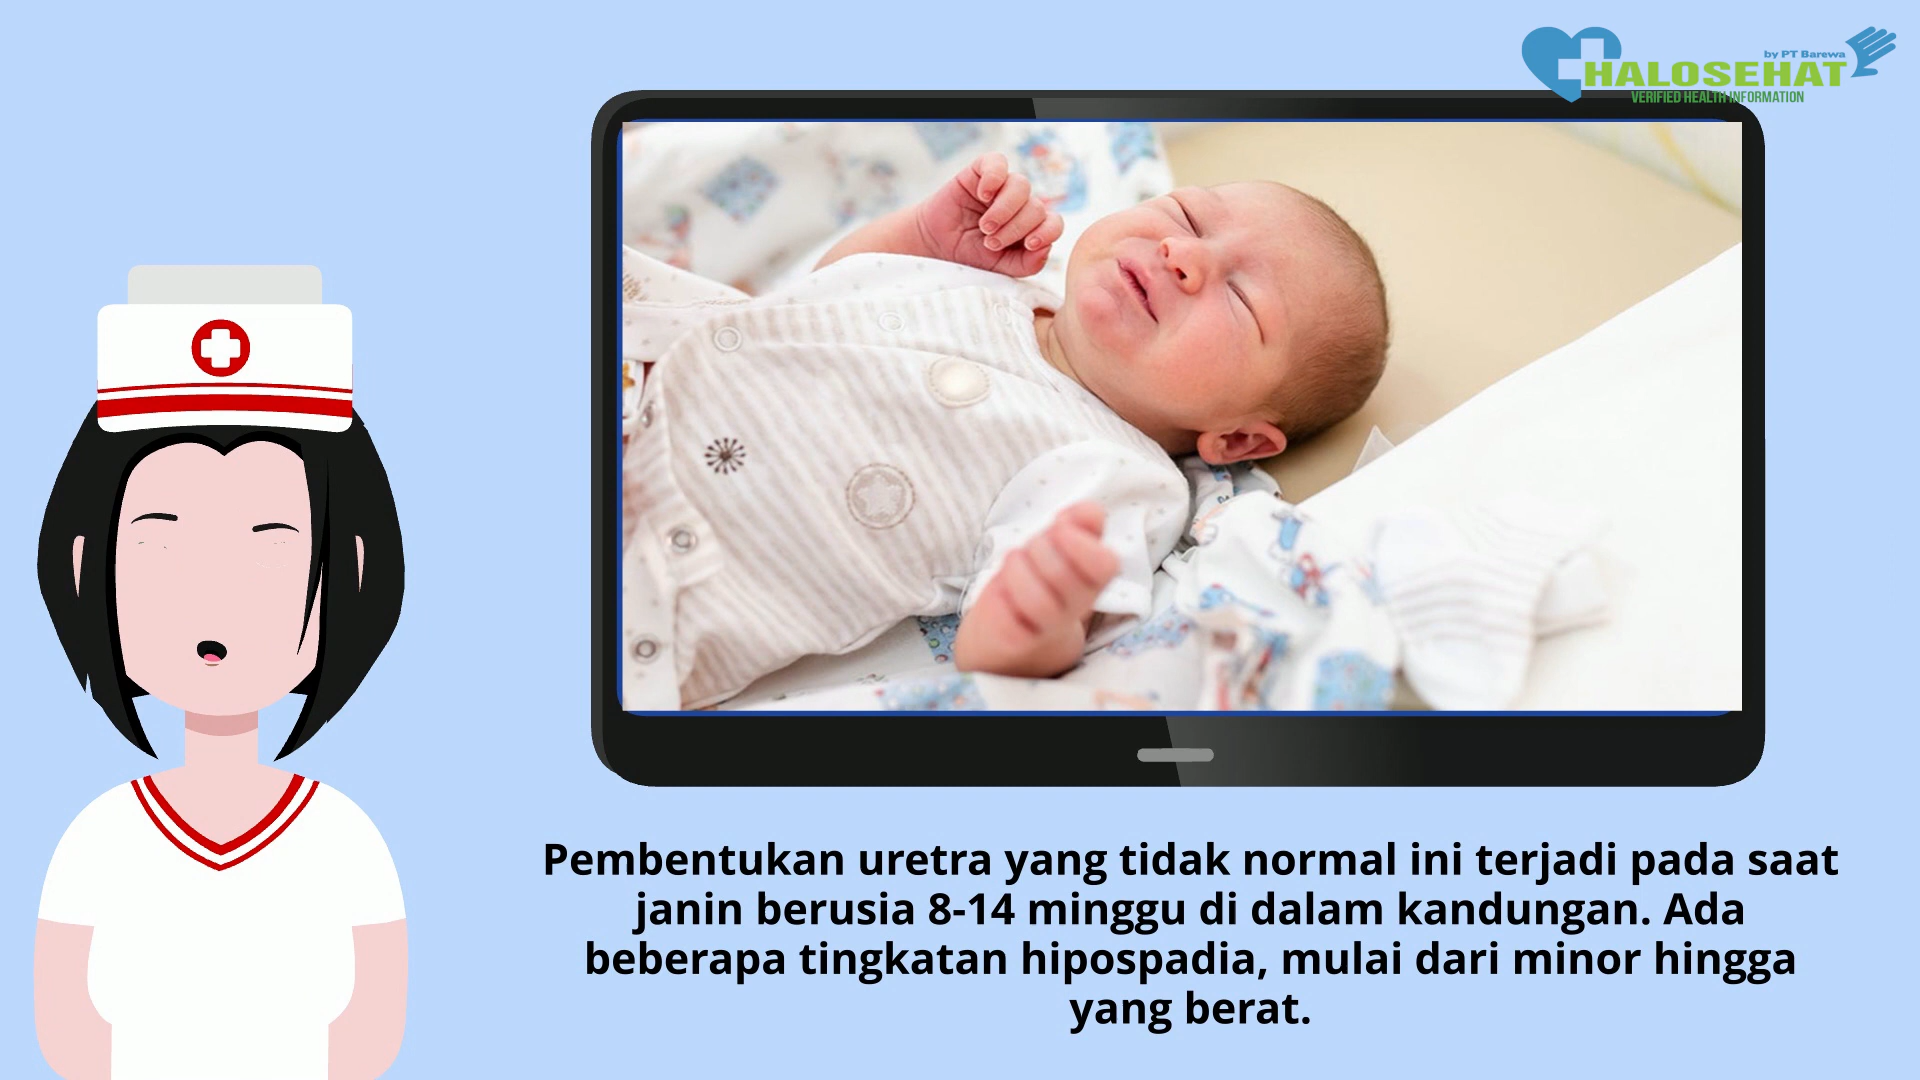 by PT Barewa
HALOSEHAT
VERIFIED HEALTH INFORMATION
Pembentukan uretra yang tidak normal ini terjadi pada saat
janin berusia 8-14 minggu di dalam kandungan. Ada
beberapa tingkatan hipospadia, mulai dari minor hingga
yang berat.